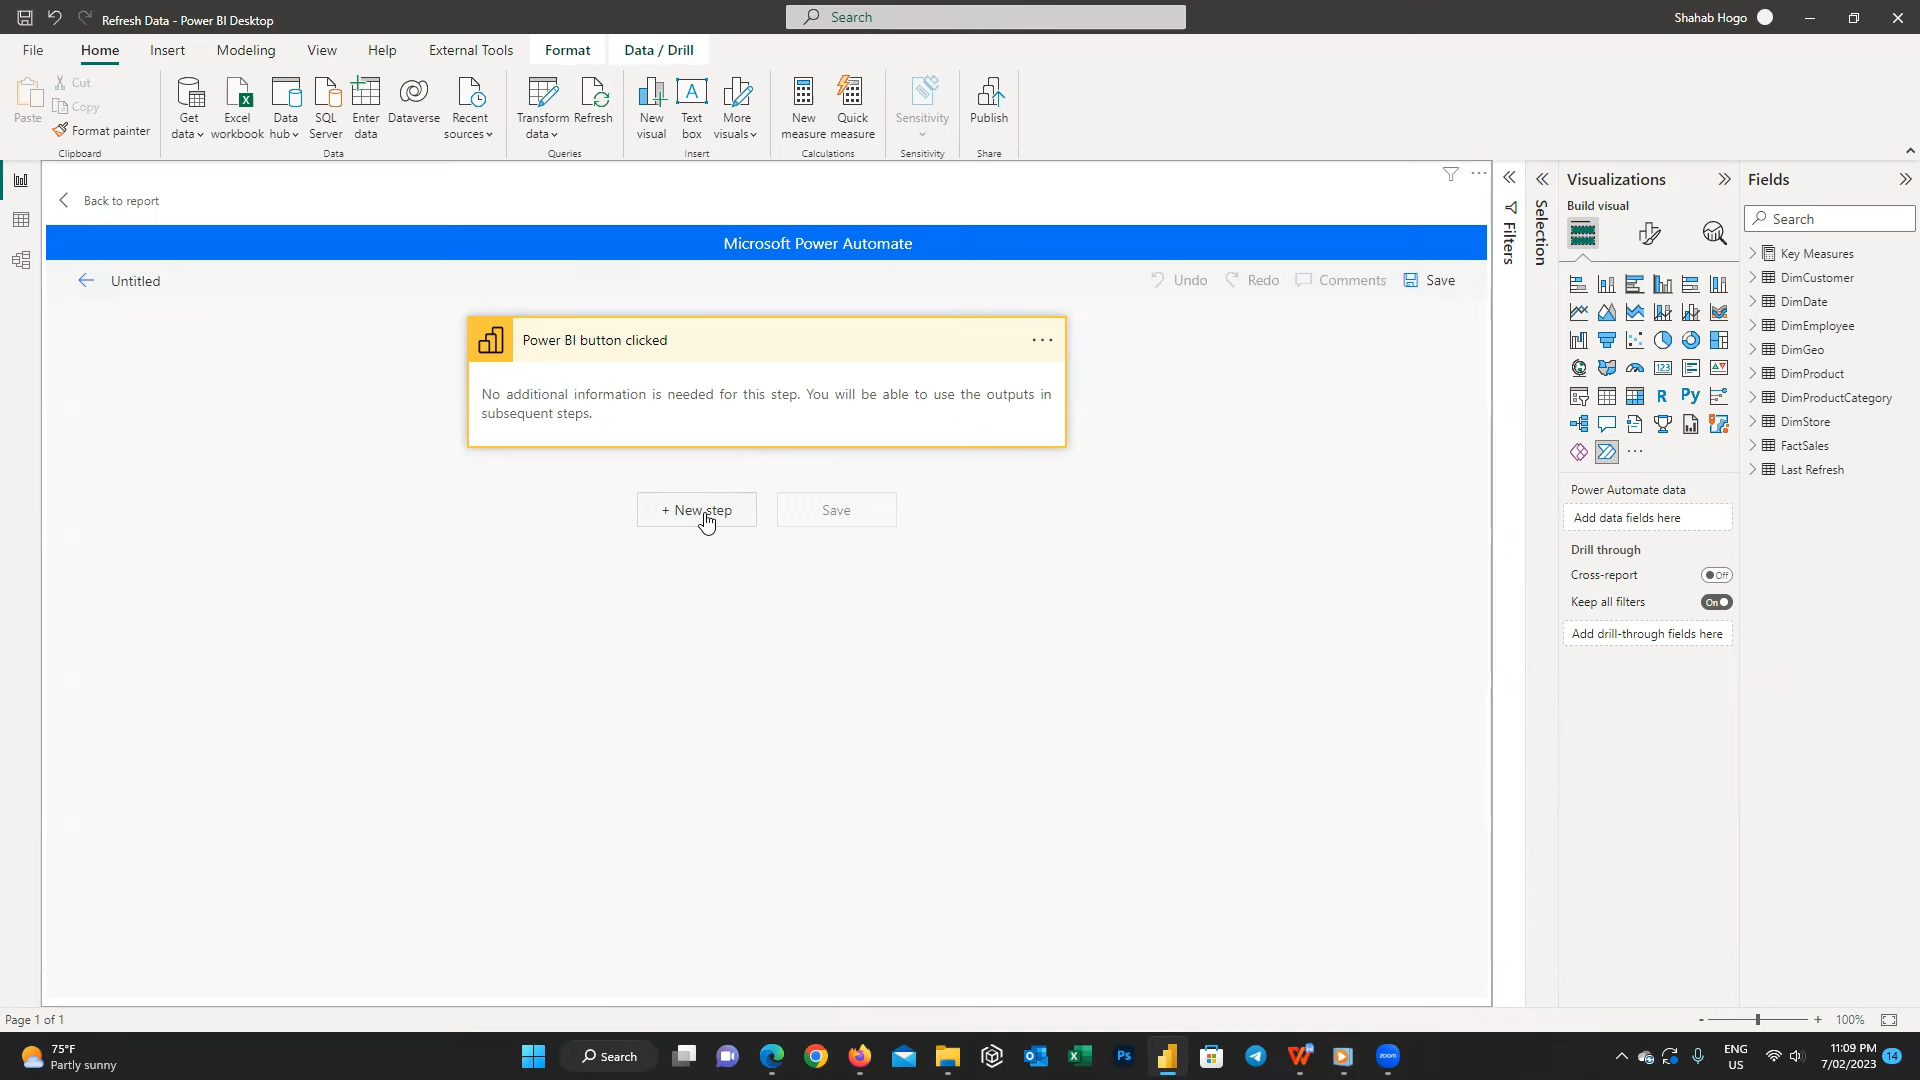 Refresh Data - Power BI Desktop
Search
Shahab Hogo
File
Home
Insert
Modeling
View
Help
External Tools
Format
Data / Drill
Paste
Cut
Copy
Format painter
Clipboard
Get data
Excel workbook
Data hub
SQL Server
Enter data
Dataverse
Recent sources
Data
Transform data
Refresh
Queries
New visual
Text box
More visuals
Insert
New measure
Quick measure
Calculations
Sensitivity
Sensitivity
Publish
Share
Back to report
Microsoft Power Automate
Untitled
Undo
Redo
Comments
Save
Power BI button clicked
No additional information is needed for this step. You will be able to use the outputs in
subsequent steps.
+ New step
Save
Filters
Selection
Visualizations
Build visual
R
Py
123
Power Automate data
Add data fields here
Drill through
Cross-report
Off
Keep all filters
On
Add drill-through fields here
Fields
Search
Key Measures
DimCustomer
DimDate
DimEmployee
DimGeo
DimProduct
DimProductCategory
DimStore
FactSales
Last Refresh
Page 1 of 1
- + 100%
75°F
Partly sunny
Search
Ps
zoom
ENG
US
11:09 PM
7/02/2023
14